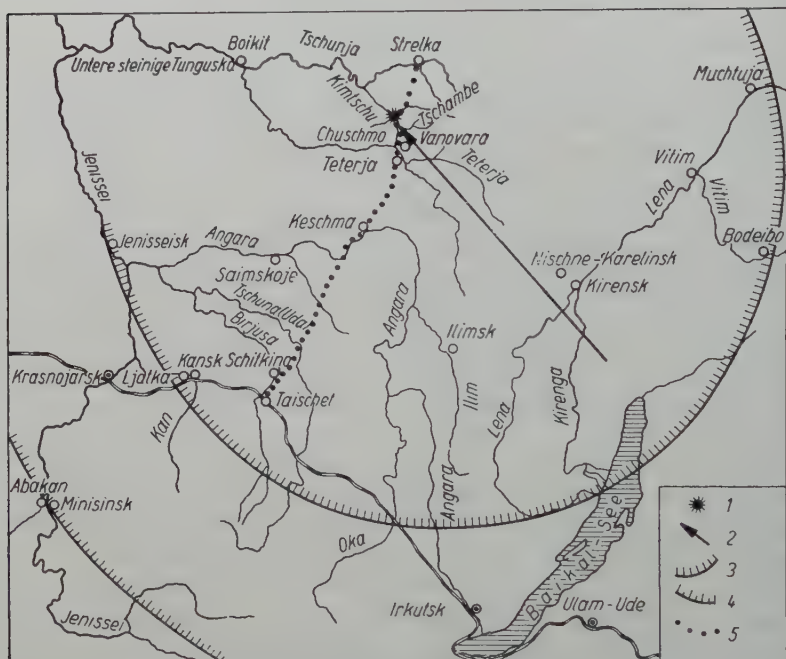 Boikit
Tschunja
Strelka
Untere steinige Tunguska
Kimtschu
Tschambe
Muchtuja
Chuschmo
Vanovara
Teterja
Teterja
Jenissei
Vitim
Lena
Vitim
Keschma
Jenisseisk
Angara
Saimskoje
Bodeibo
Nischne-Karelinsk
Kirensk
Tschuna(Uda)
Birjusa
Angara
Ilimsk
Krasnojarsk
Ljalka
Kansk
Schitkino
Taischet
Kan
Ilim
Lena
Kirenga
Abakan
Minisinsk
Angara
Oka
Baikal-See
Jenissei
Irkutsk
Ulam-Ude
1
2
3
4
5